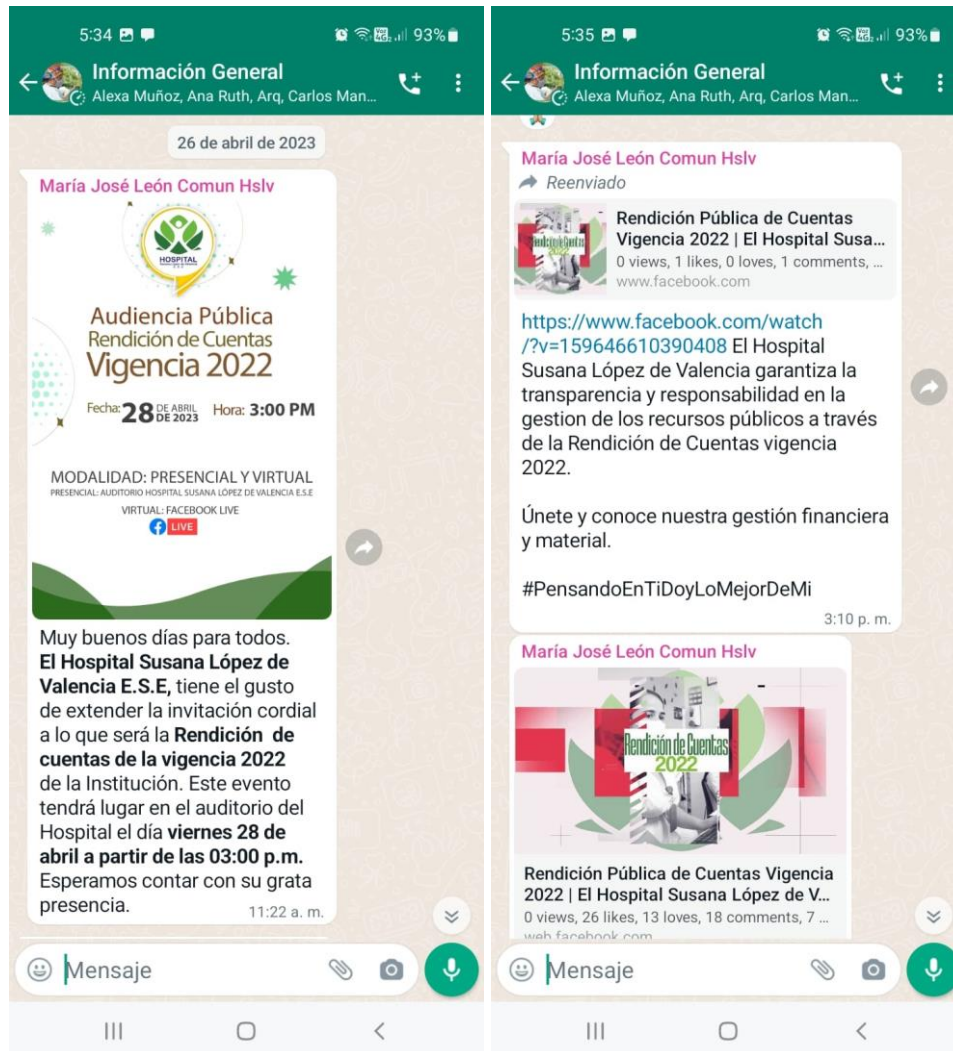 5:34
93%
Información General
Alexa Muñoz, Ana Ruth, Arq, Carlos Man...
26 de abril de 2023
María José León Comun Hslv
HOSPITAL
Audiencia Pública
Rendición de Cuentas
Vigencia 2022
Fecha: 28 DE ABRIL DE 2023 Hora: 3:00 PM
MODALIDAD: PRESENCIAL Y VIRTUAL
PRESENCIAL: AUDITORIO HOSPITAL SUSANA LÓPEZ DE VALENCIA E.S.E
VIRTUAL: FACEBOOK LIVE
LIVE
Muy buenos días para todos.
El Hospital Susana López de
Valencia E.S.E, tiene el gusto
de extender la invitación cordial
a lo que será la Rendición de
cuentas de la vigencia 2022
de la Institución. Este evento
tendrá lugar en el auditorio del
Hospital el día viernes 28 de
abril a partir de las 03:00 p.m.
Esperamos contar con su grata
presencia.
11:22 a. m.
Mensaje
5:35
93%
Información General
Alexa Muñoz, Ana Ruth, Arq, Carlos Man...
María José León Comun Hslv
Reenviado
Rendición de Cuentas
Rendición Pública de Cuentas
Vigencia 2022 | El Hospital Susa...
0 views, 1 likes, 0 loves, 1 comments, ...
www.facebook.com
https://www.facebook.com/watch
/?v=159646610390408 El Hospital
Susana López de Valencia garantiza la
transparencia y responsabilidad en la
gestion de los recursos públicos a través
de la Rendición de Cuentas vigencia
2022.
Únete y conoce nuestra gestión financiera
y material.
#PensandoEnTiDoyLoMejorDeMi
3:10 p. m.
María José León Comun Hslv
Rendición de Cuentas
2022
Rendición Pública de Cuentas Vigencia
2022 | El Hospital Susana López de V...
0 views, 26 likes, 13 loves, 18 comments, 7 ...
web.facebook.com
Mensaje